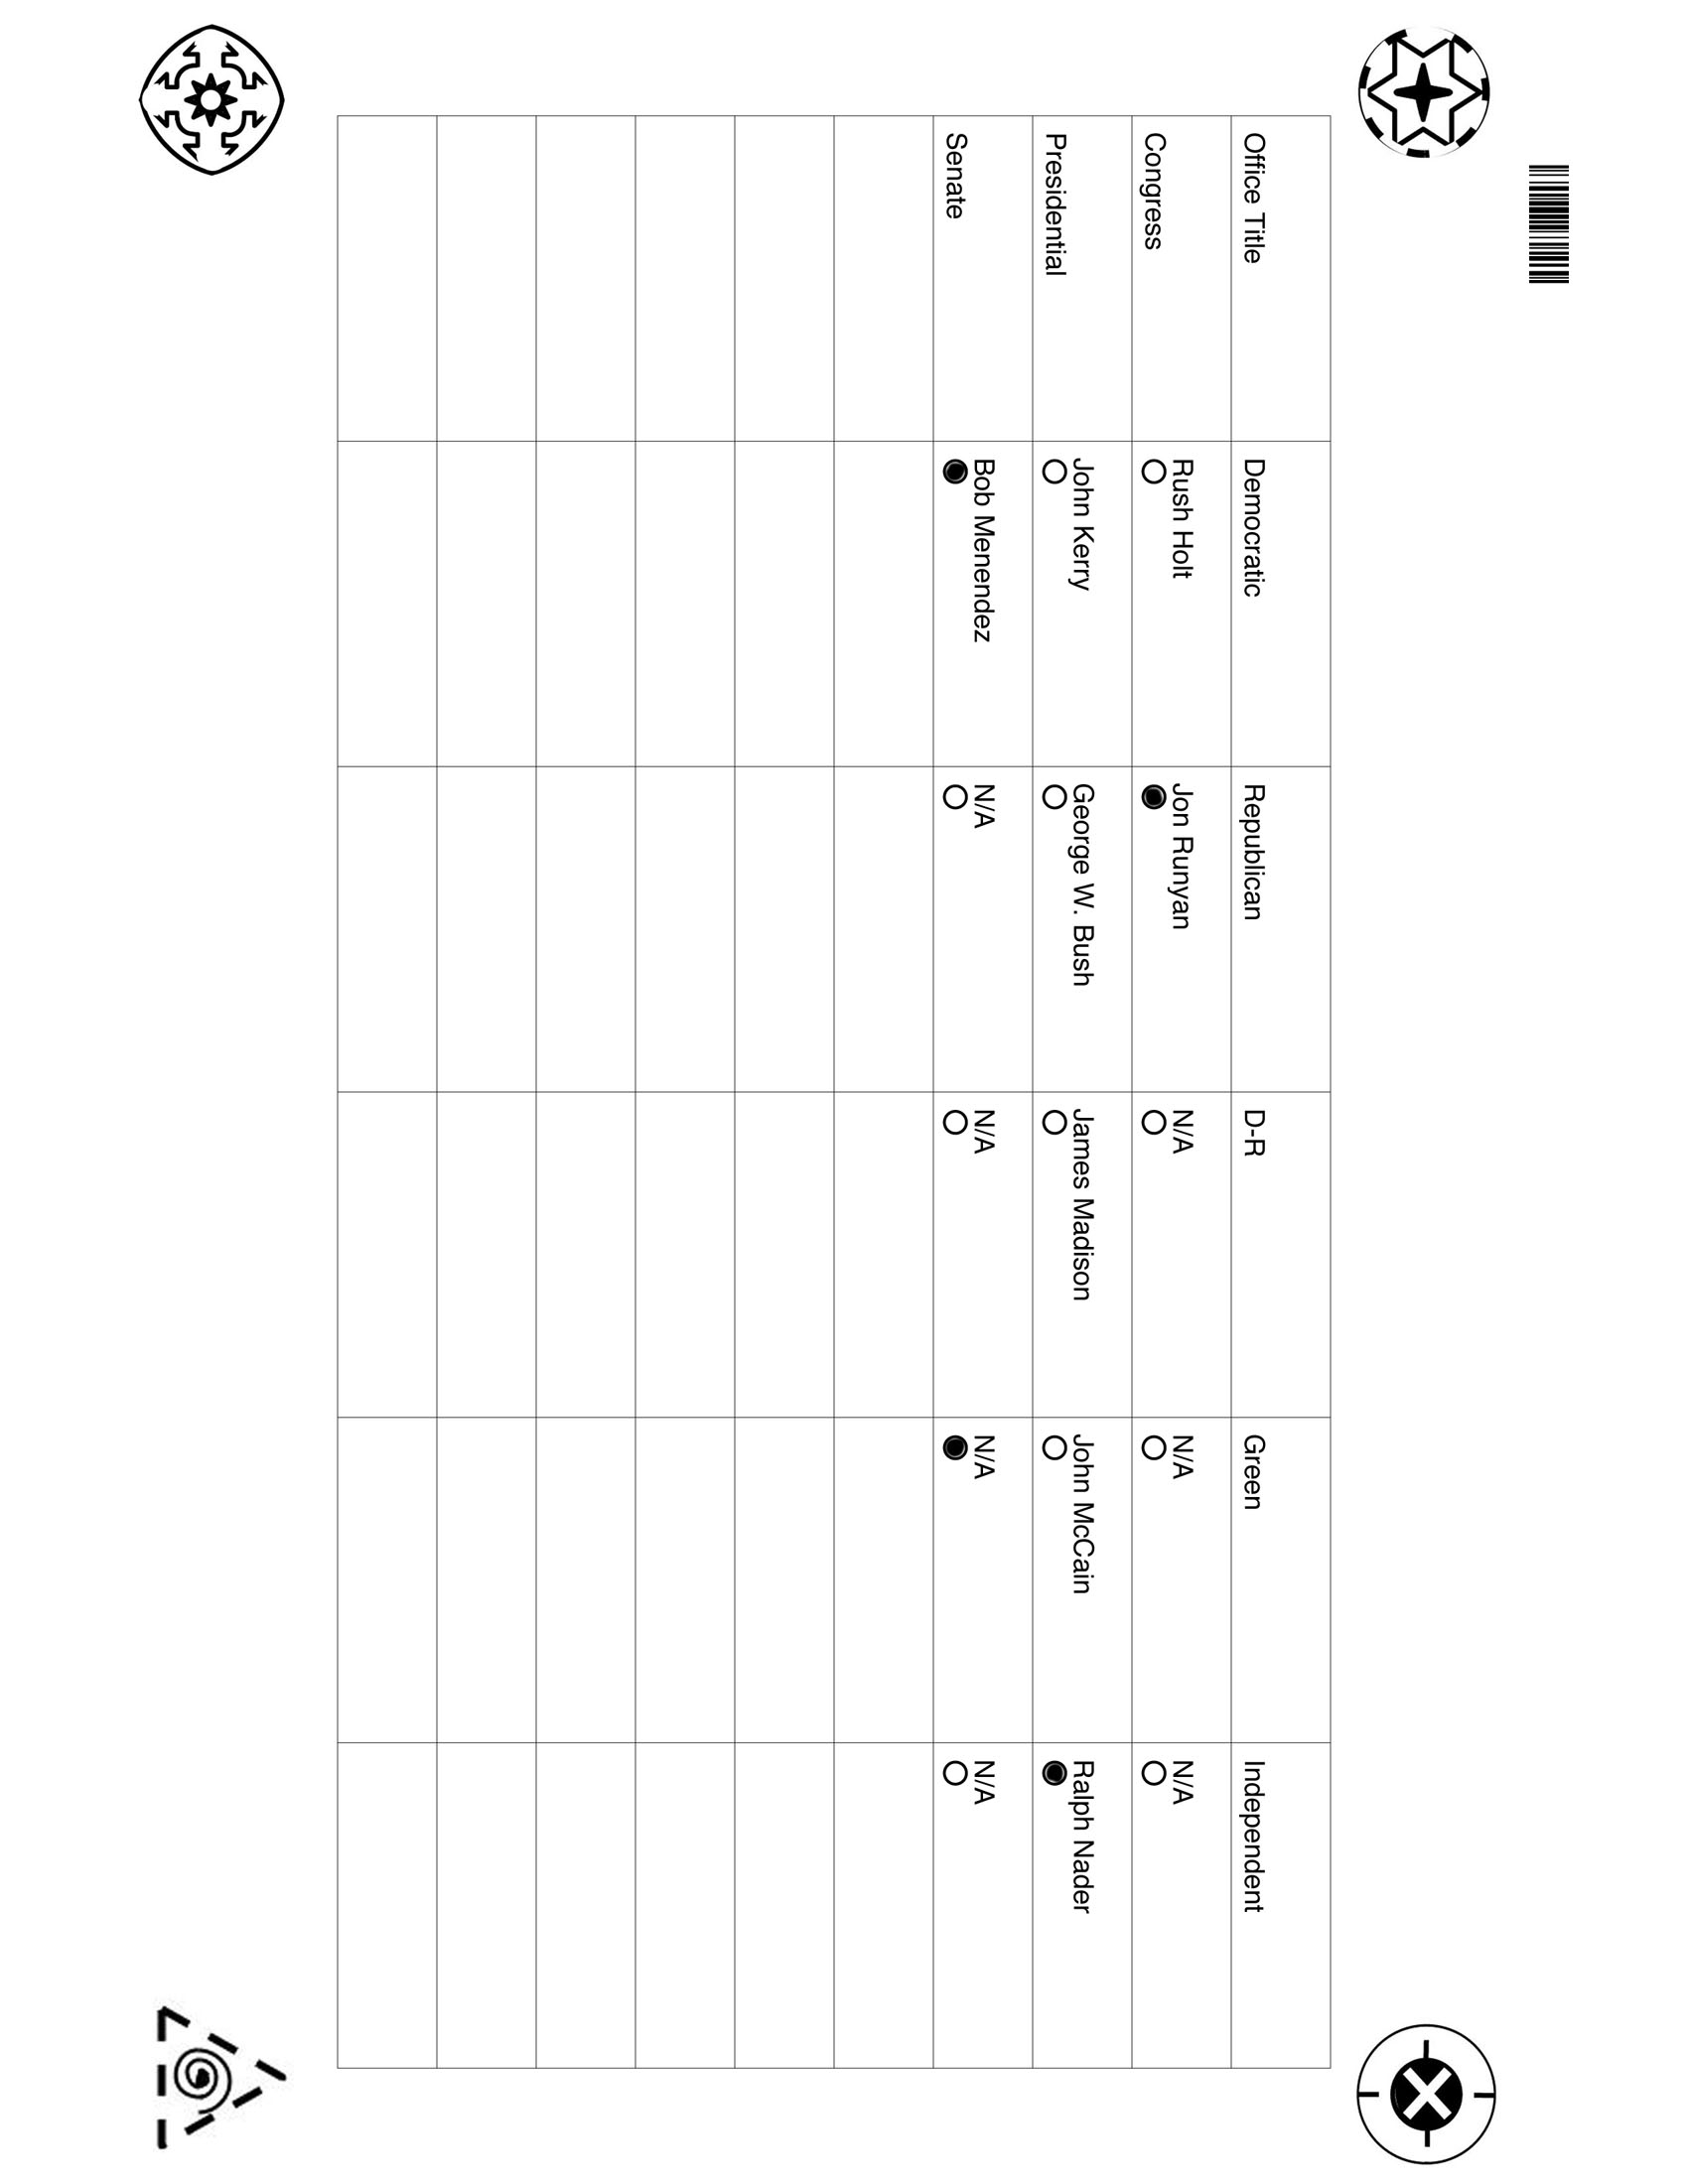 Office Title Democratic Republican D-R Green Independent
Congress Rush Holt Jon Runyan N/A N/A N/A
Presidential John Kerry George W. Bush James Madison John McCain Ralph Nader
Senate Bob Menendez N/A N/A N/A N/A